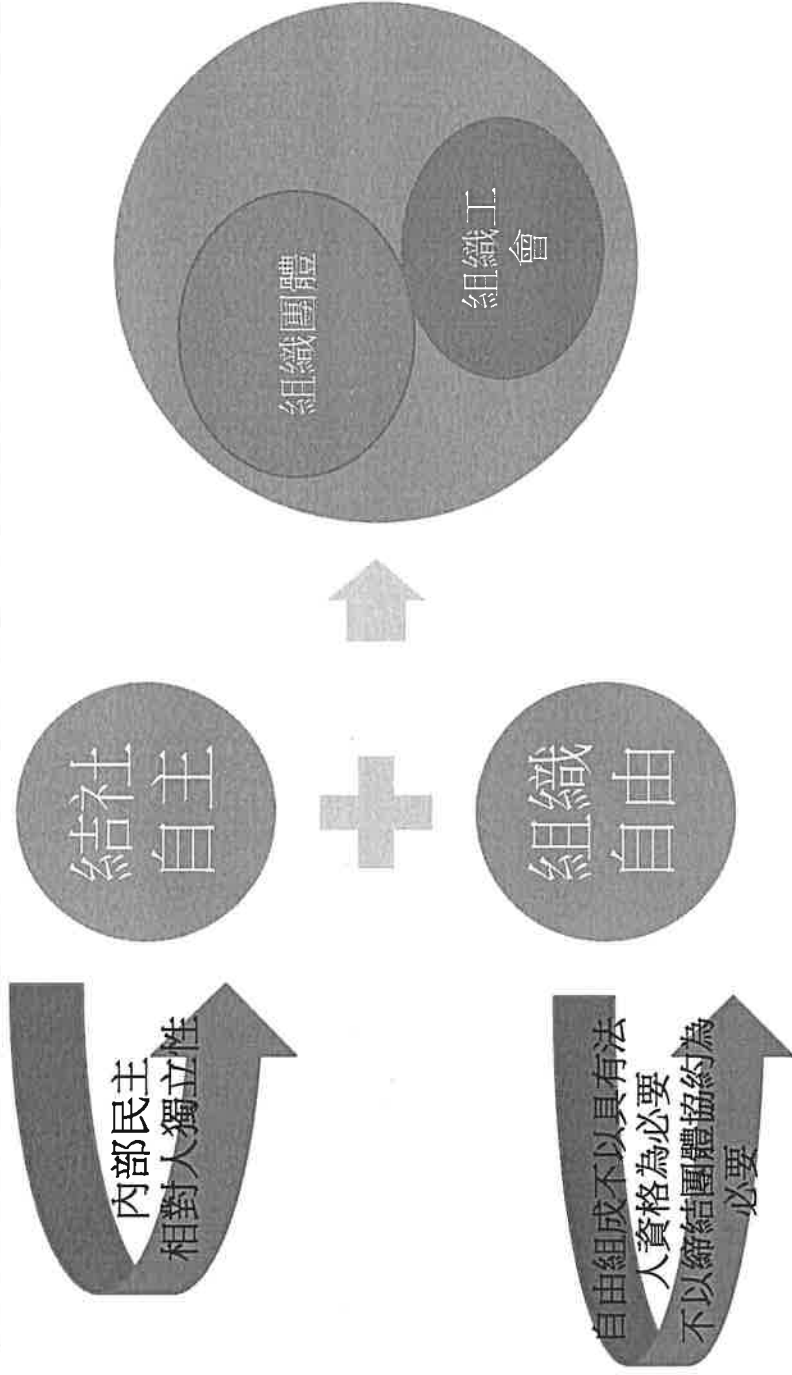 內部民主
相對人獨立性
結社
自主
自由組成不以具有法
人資格為必要
不以締結團體協約為
必要
組織
自由
組織團體
組織工
會